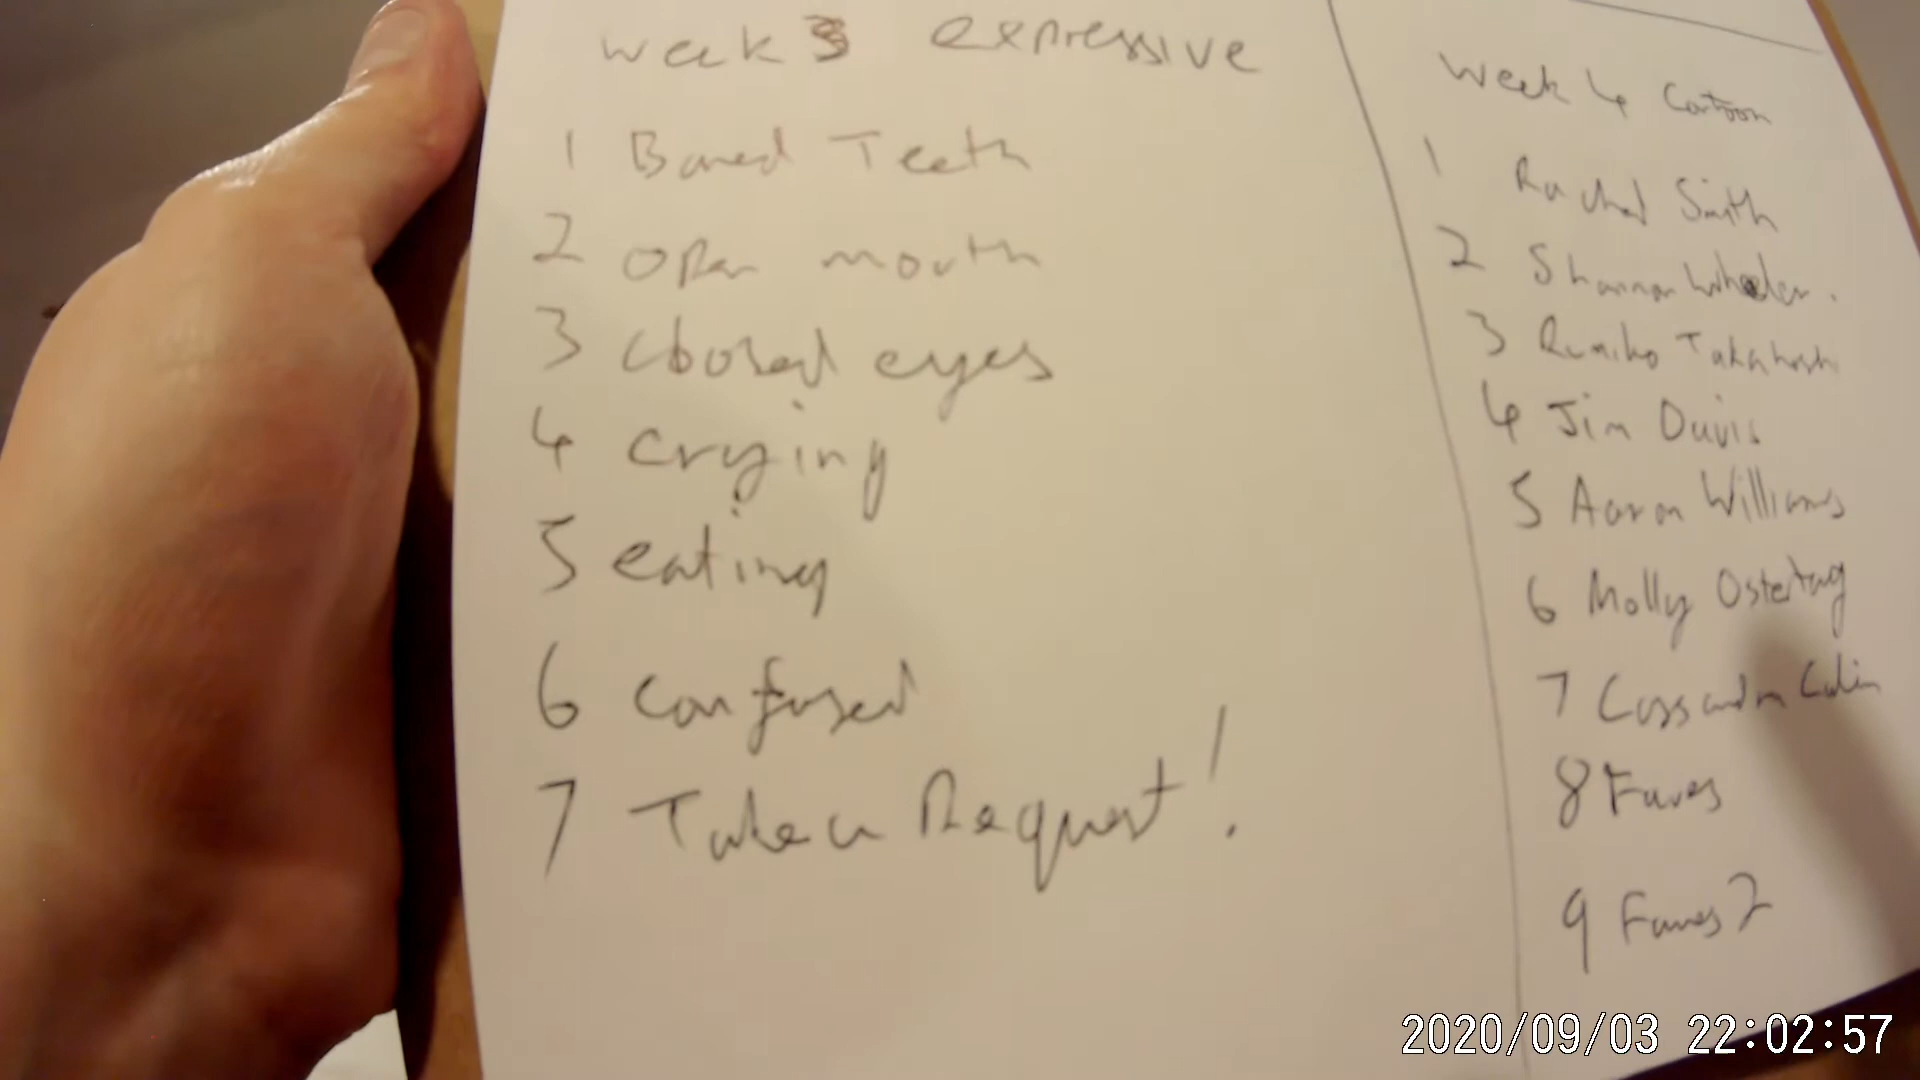 week 3 expressive
1 Bared Teeth
2 open mouth
3 closed eyes
4 crying
5 eating
6 confused
7 Take a Request!
Week 4 Cartoon
1 Rachel Smith
2 Shannon Wheeler.
3 Rumiko Takahashi
4 Jim Davis
5 Aaron Williams
6 Molly Ostertag
7 Cassandra Calin
8 Faves
9 Faves 2
2020/09/03 22:02:57